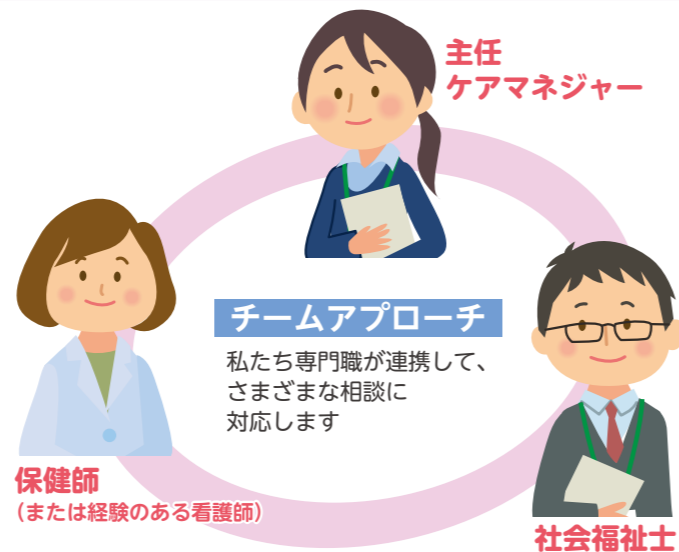 主任
ケアマネジャー
チームアプローチ
私たち専門職が連携して、
さまざまな相談に
対応します
保健師
（または経験のある看護師）
社会福祉士